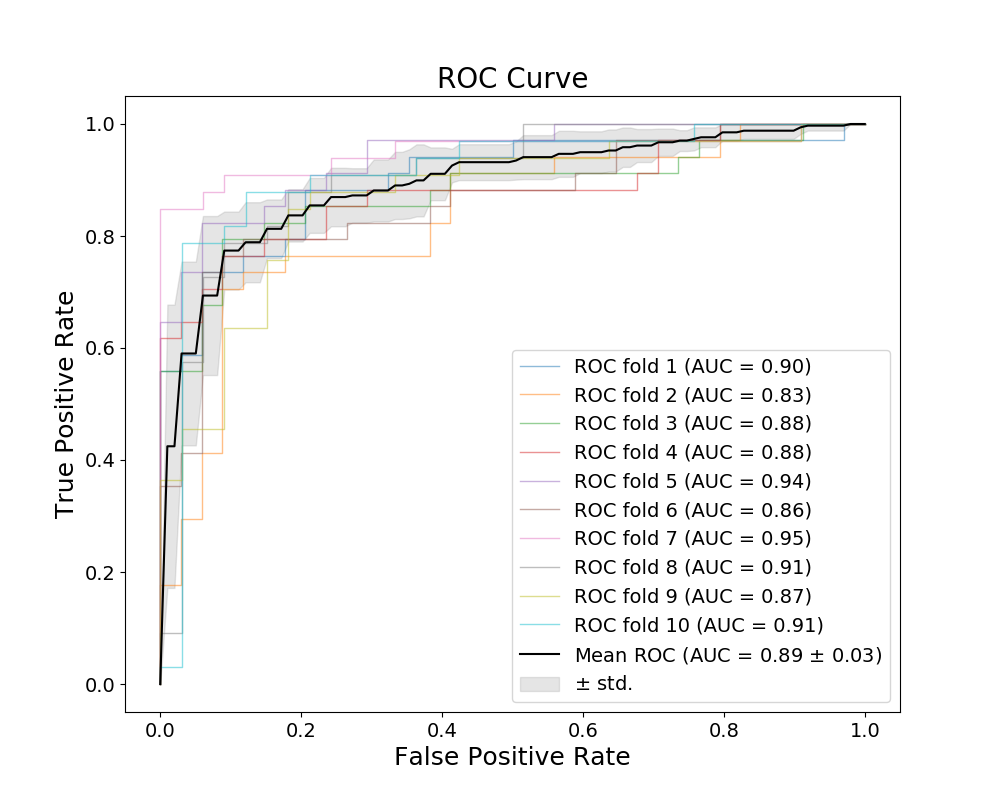 ROC Curve
1.0
0.8
0.6
0.4
0.2
0.0
True Positive Rate
ROC fold 1 (AUC = 0.90)
ROC fold 2 (AUC = 0.83)
ROC fold 3 (AUC = 0.88)
ROC fold 4 (AUC = 0.88)
ROC fold 5 (AUC = 0.94)
ROC fold 6 (AUC = 0.86)
ROC fold 7 (AUC = 0.95)
ROC fold 8 (AUC = 0.91)
ROC fold 9 (AUC = 0.87)
ROC fold 10 (AUC = 0.91)
Mean ROC (AUC = 0.89 ± 0.03)
± std.
0.0 0.2 0.4 0.6 0.8 1.0
False Positive Rate